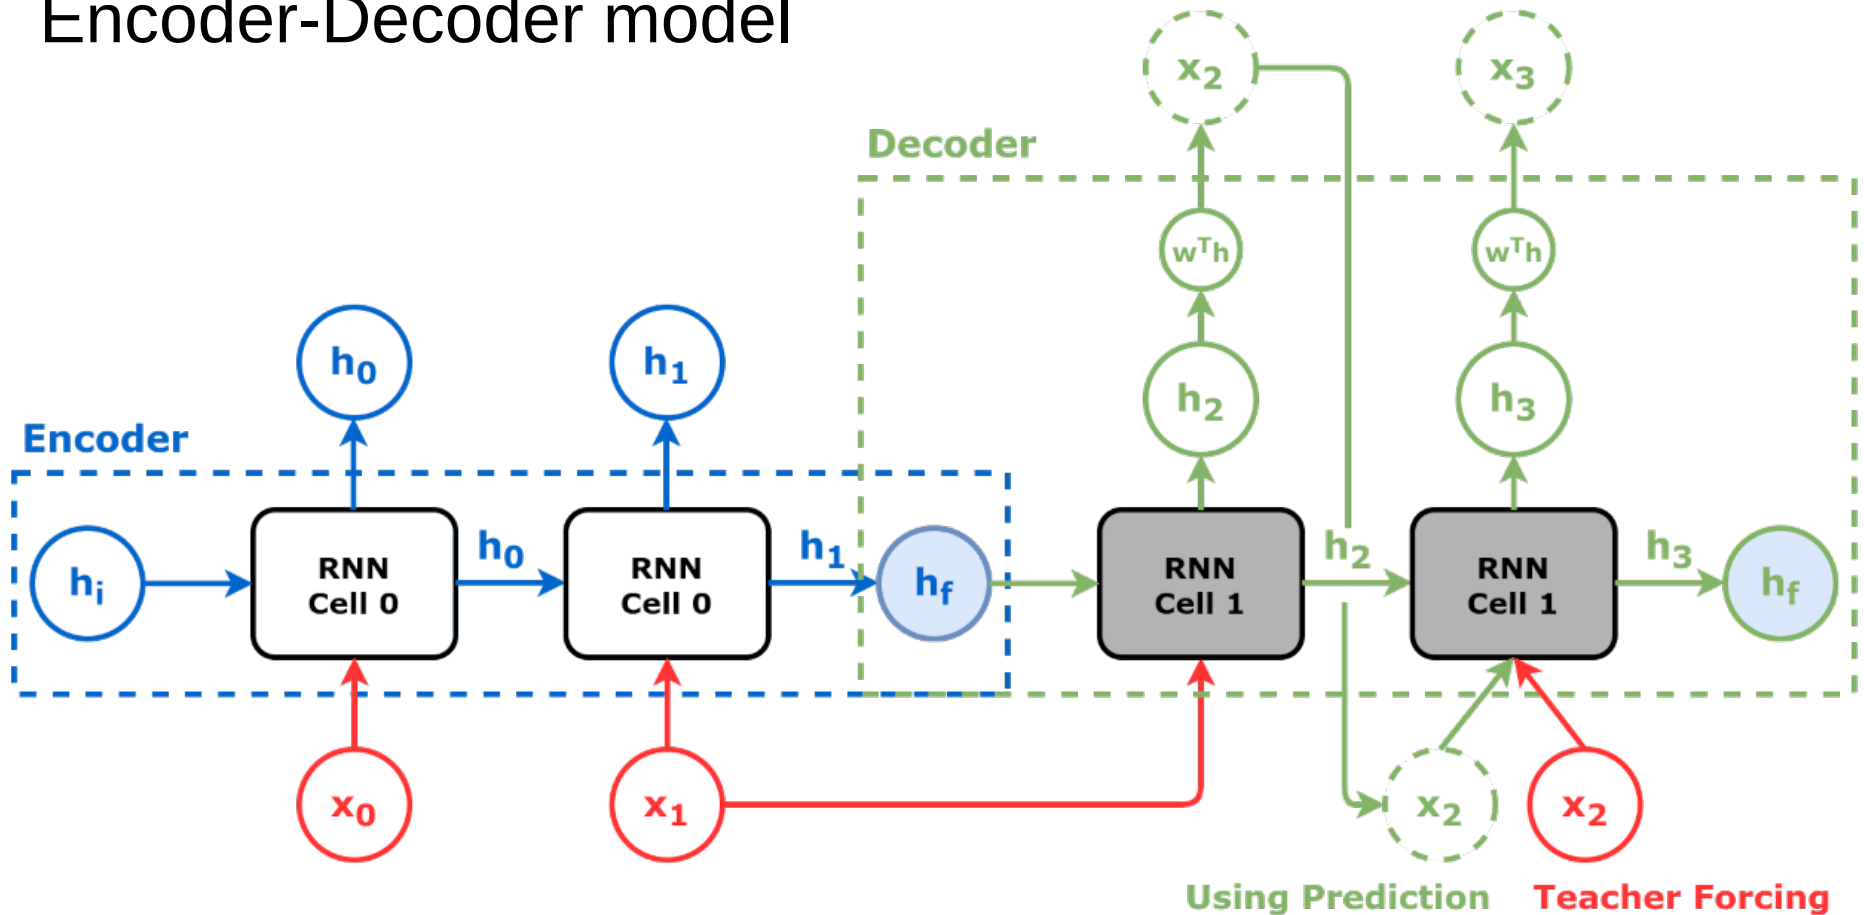 Encoder-Decoder model
x2
x3
Decoder
wTh
wTh
h0
h1
h2
h3
Encoder
hi
RNN
Cell 0
h0
RNN
Cell 0
h1
hf
RNN
Cell 1
h2
RNN
Cell 1
h3
hf
x0
x1
x2
x2
Using Prediction
Teacher Forcing